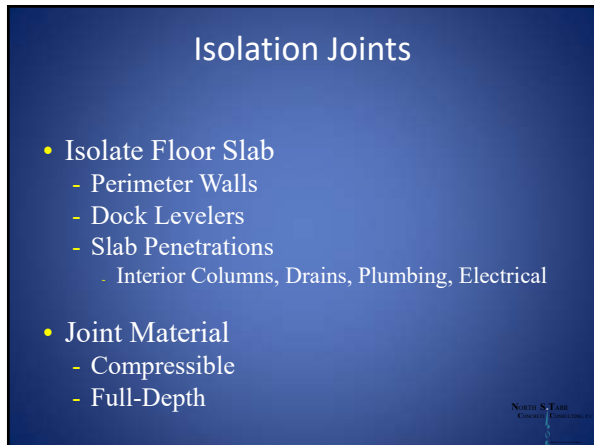 Isolation Joints
• Isolate Floor Slab
- Perimeter Walls
- Dock Levelers
- Slab Penetrations
- Interior Columns, Drains, Plumbing, Electrical
• Joint Material
- Compressible
- Full-Depth
NORTH S TARR
CONCRETE CONSULTING,